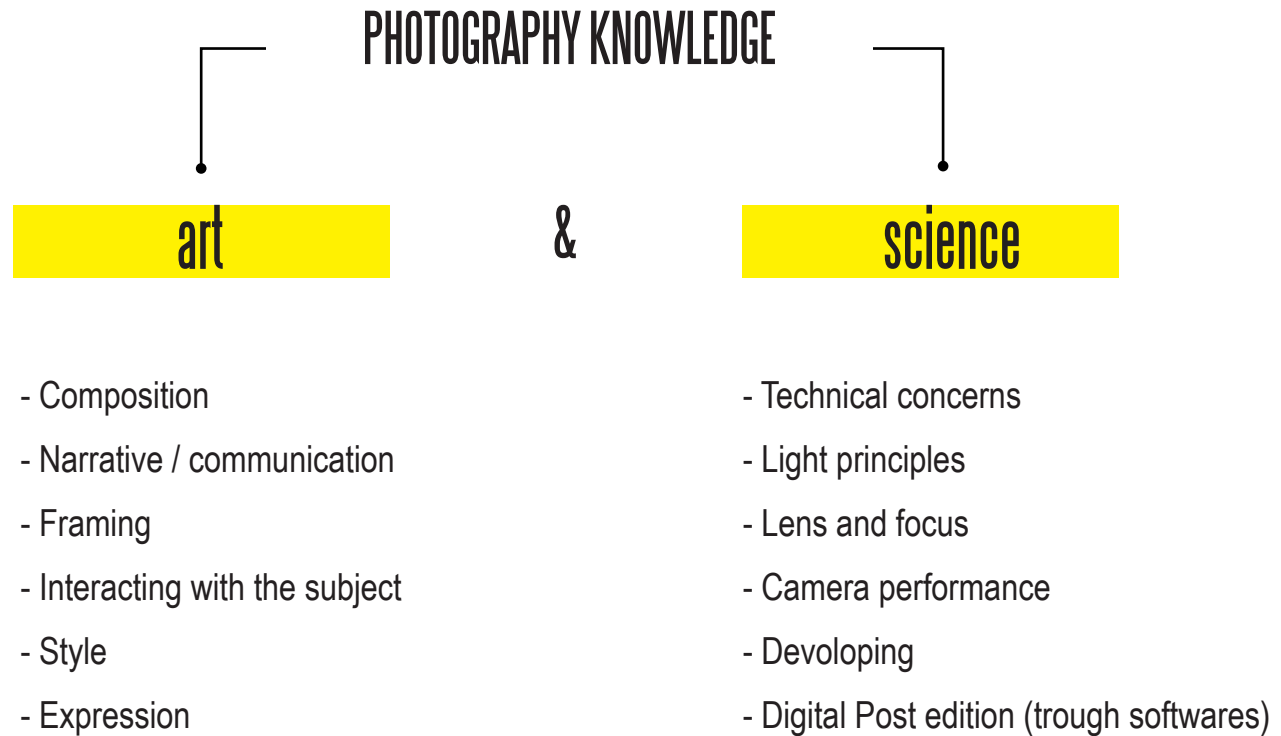 PHOTOGRAPHY KNOWLEDGE
art
&
science
- Composition
- Narrative / communication
- Framing
- Interacting with the subject
- Style
- Expression
- Technical concerns
- Light principles
- Lens and focus
- Camera performance
- Devoloping
- Digital Post edition (trough softwares)